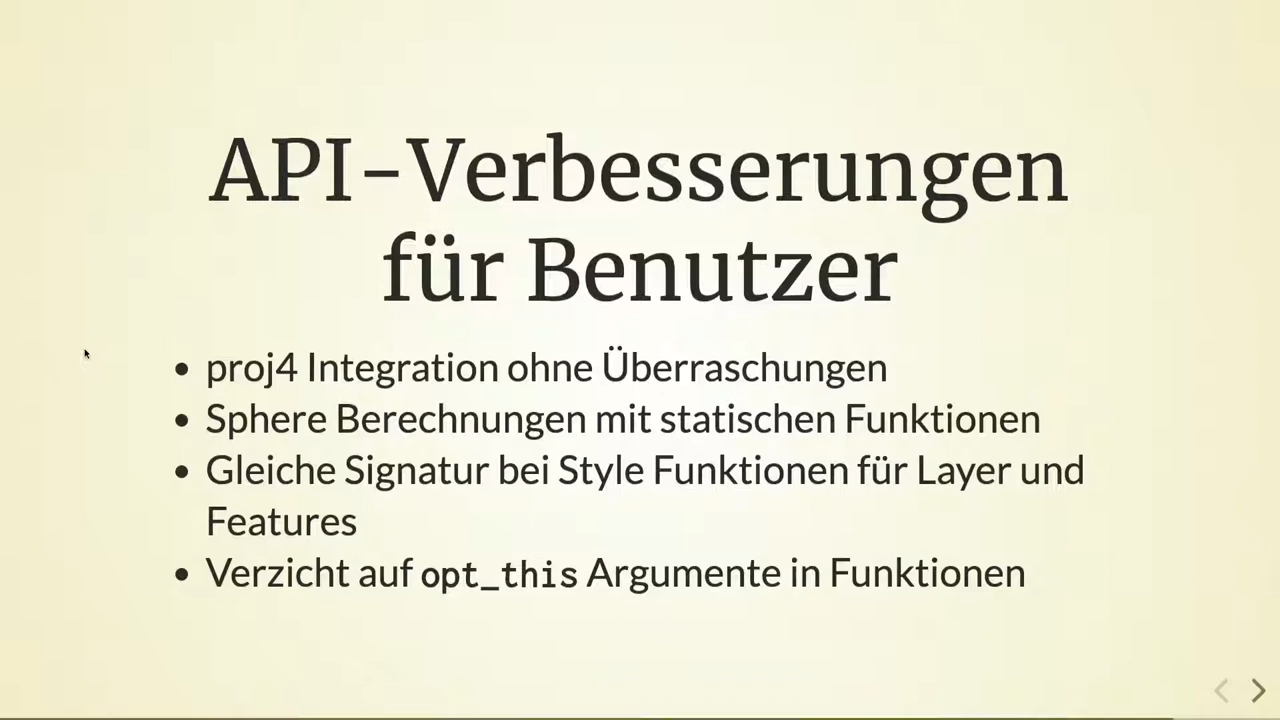 API-Verbesserungen
für Benutzer
proj4 Integration ohne Überraschungen
Sphere Berechnungen mit statischen Funktionen
Gleiche Signatur bei Style Funktionen für Layer und
Features
Verzicht auf opt_this Argumente in Funktionen